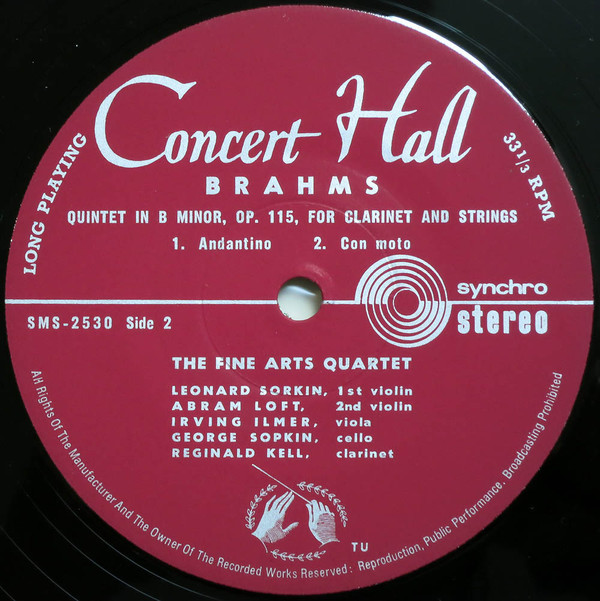 Concert Hall
LONG PLAYING
33 1/3 RPM
BRAHMS
QUINTET IN B MINOR, OP. 115, FOR CLARINET AND STRINGS
1. Andantino 2. Con moto
synchro
stereo
SMS-2530 Side 2
THE FINE ARTS QUARTET
LEONARD SORKIN, 1st violin
ABRAM LOFT, 2nd violin
IRVING ILMER, viola
GEORGE SOPKIN, cello
REGINALD KELL, clarinet
TU
All Rights Of The Manufacturer And The Owner Of The Recorded Works Reserved: Reproduction, Public Performance, Broadcasting Prohibited